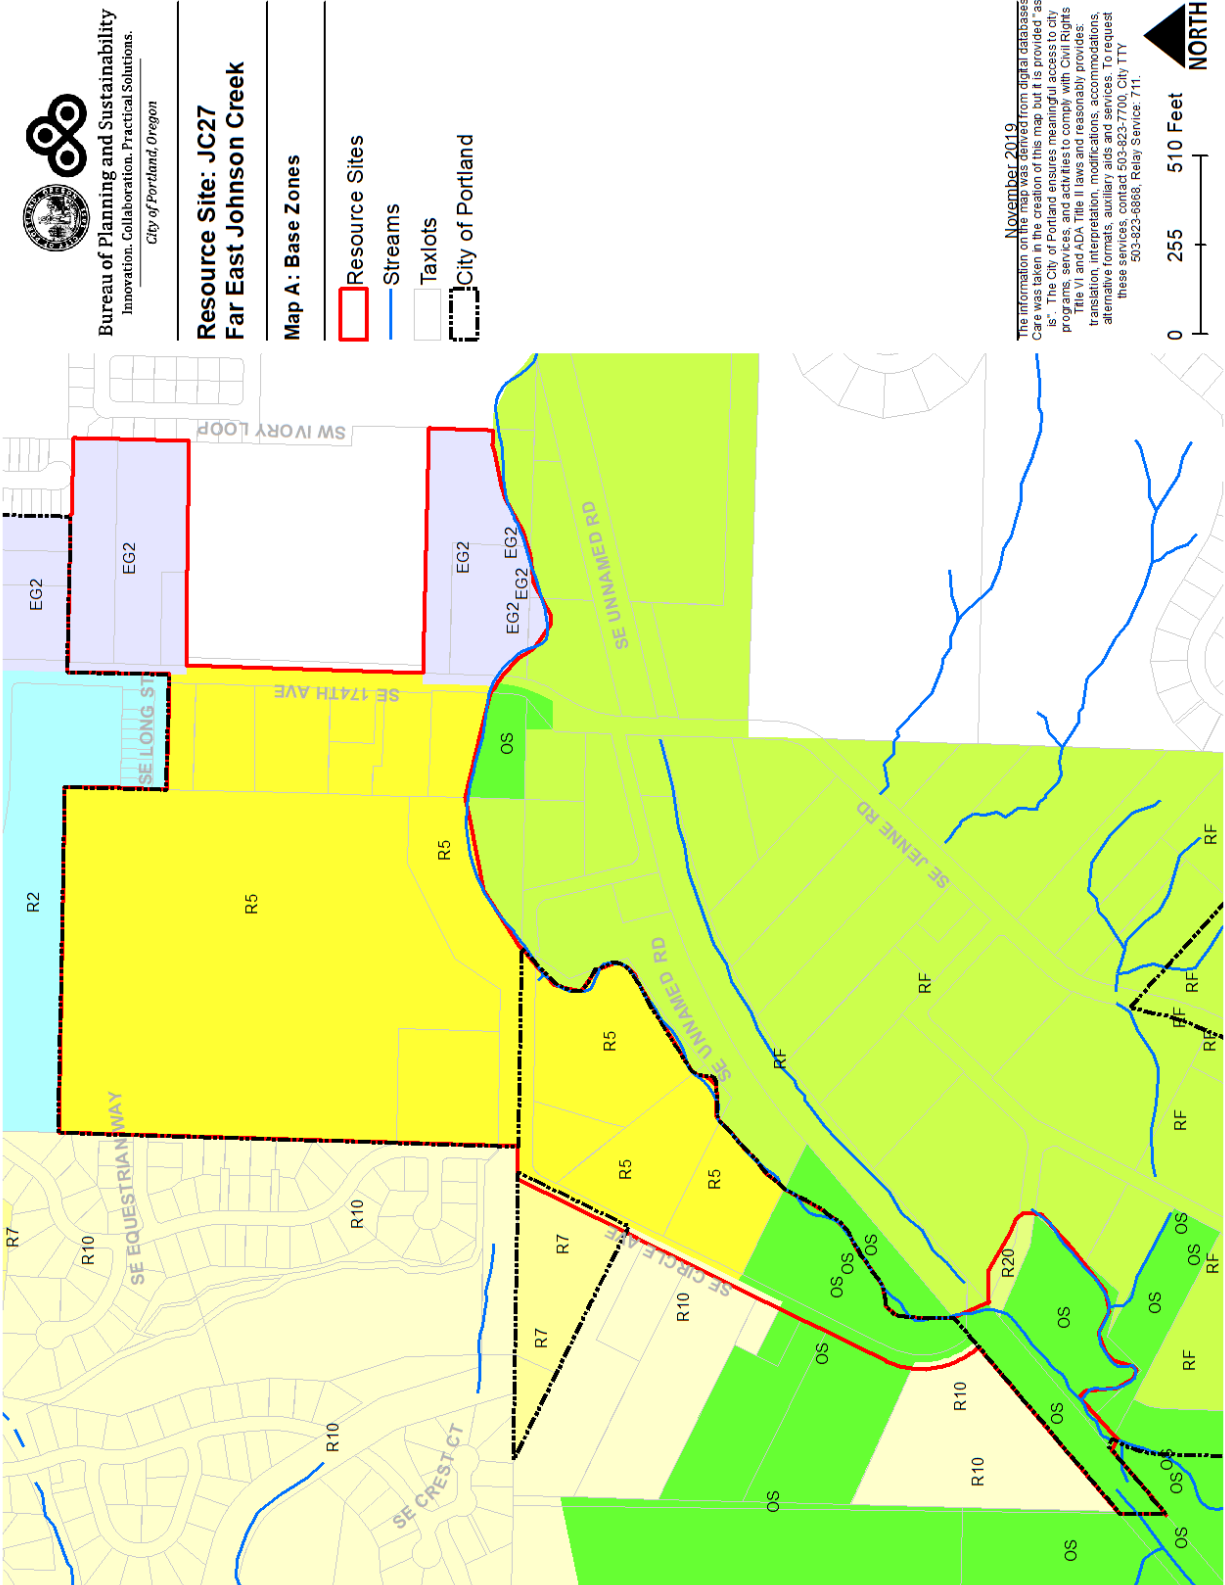 Bureau of Planning and Sustainability
Innovation. Collaboration. Practical Solutions.
City of Portland, Oregon
Resource Site: JC27
Far East Johnson Creek
Map A: Base Zones
Resource Sites
Streams
Taxlots
City of Portland
November 2019
The information on the map was derived from digital databases
Care was taken in the creation of this map but it is provided "as
is". The City of Portland ensures meaningful access to city
programs, services, and activities to comply with Civil Rights
Title VI and ADA Title II laws and reasonably provides:
translation, interpretation, modifications, accommodations,
alternative formats, auxiliary aids and services. To request
these services, contact 503-823-7700, City TTY
503-823-6868, Relay Service: 711.
0 255 510 Feet
NORTH
R7
R10
SE EQUESTRIAN WAY
R10
R10
SE CREST CT
R2
R5
R5
SE LONG ST
EG2
EG2
SE 174TH AVE
SW IVORY LOOP
EG2
EG2
EG2
EG2
OS
SE UNNAMED RD
R7
R7
R5
R5
R5
SE CIRCLE AVE
R10
SE UNNAMED RD
RF
SE JENNE RD
RF
OS
OS
OS
OS
OS
OS
R10
R10
R20
OS
OS
OS
OS
OS
OS
OS
OS
OS
RF
RF
RF
RF
RF
RF
RF